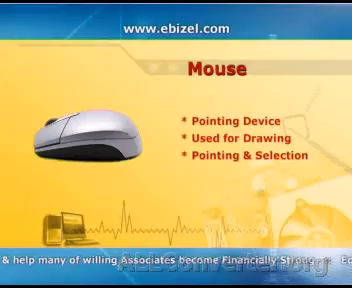 www.ebizel.com
Mouse
* Pointing Device
* Used for Drawing
* Pointing & Selection
& help many of willing Associates become Financially Strong